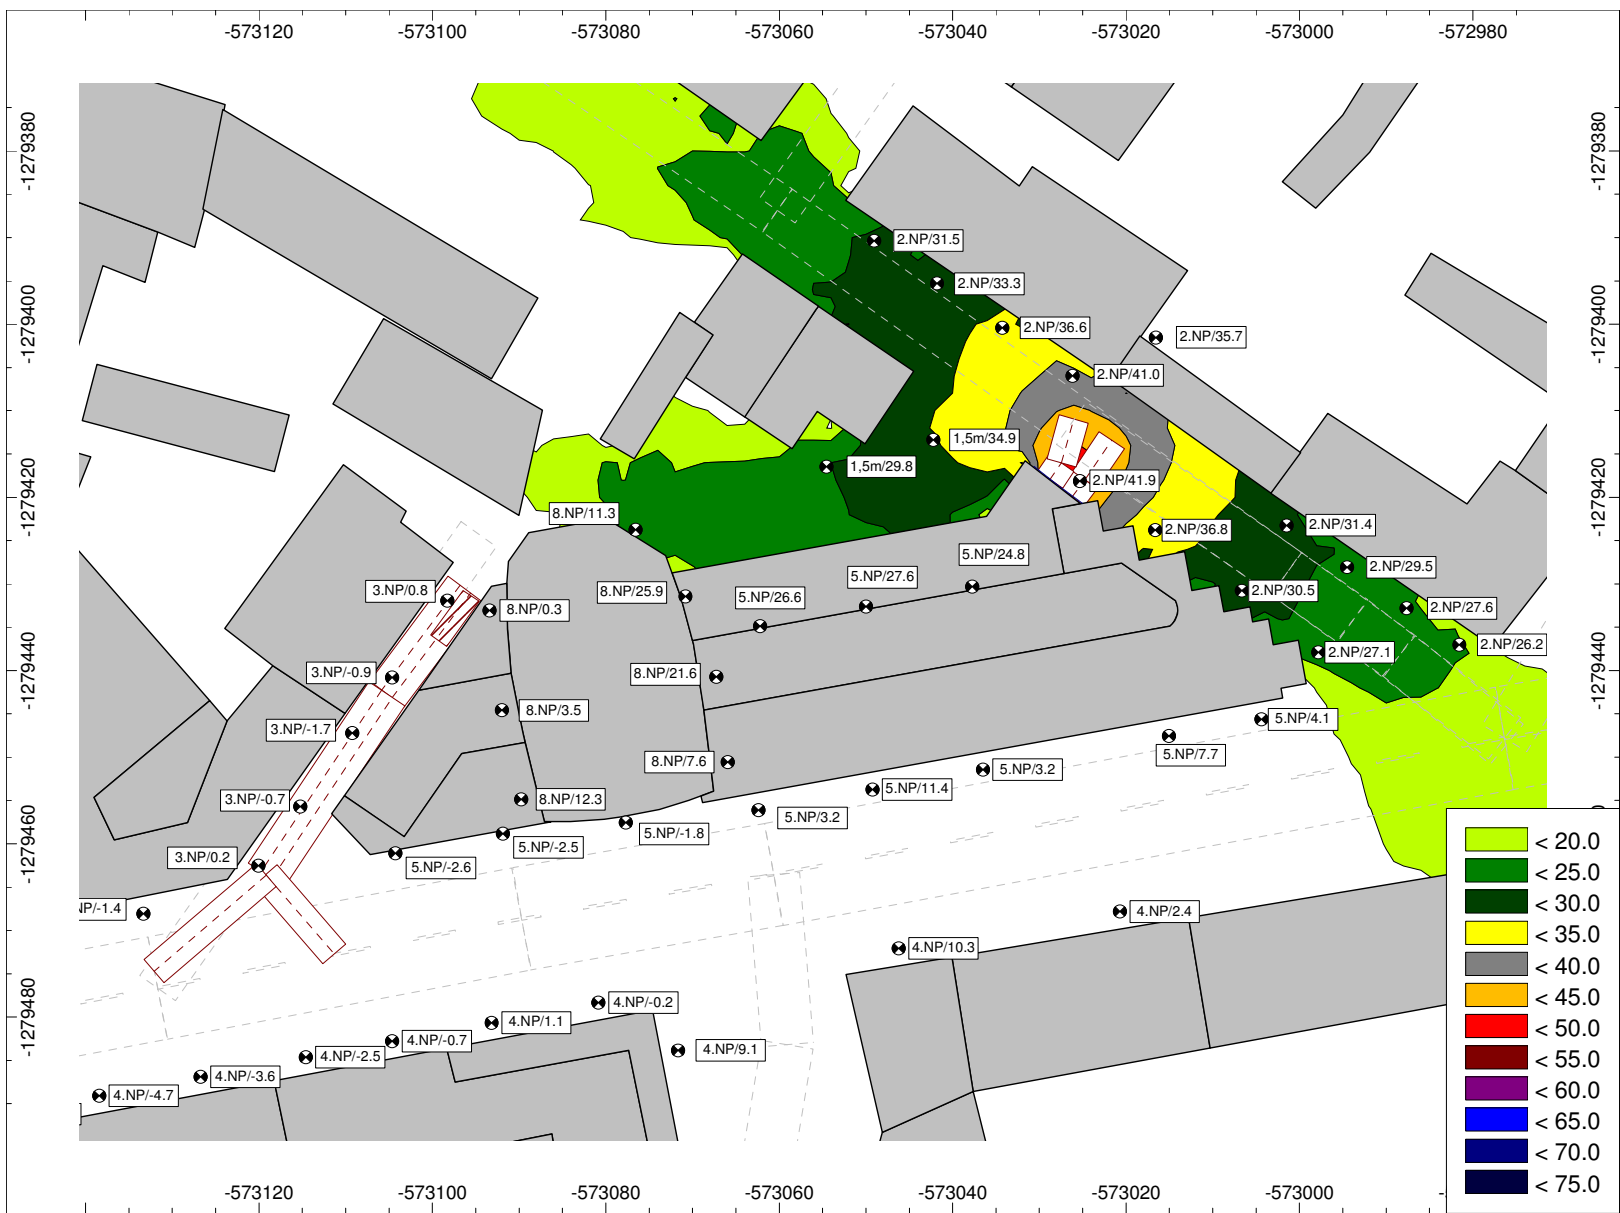 -573120 -573100 -573080 -573060 -573040 -573020 -573000 -572980
-1279380
-1279380
2.NP/31.5
2.NP/33.3
-1279400
2.NP/36.6
2.NP/35.7
-1279400
2.NP/41.0
1,5m/34.9
1,5m/29.8
-1279420
2.NP/41.9
-1279420
8.NP/11.3
2.NP/36.8
2.NP/31.4
5.NP/24.8
5.NP/27.6
2.NP/29.5
3.NP/0.8
8.NP/0.3
8.NP/25.9
5.NP/26.6
2.NP/30.5
2.NP/27.6
-1279440
3.NP/-0.9
8.NP/21.6
2.NP/27.1
2.NP/26.2
-1279440
8.NP/3.5
5.NP/4.1
3.NP/-1.7
5.NP/7.7
8.NP/7.6
5.NP/3.2
5.NP/11.4
3.NP/-0.7
8.NP/12.3
5.NP/3.2
5.NP/-1.8
-1279460
5.NP/-2.5
3.NP/0.2
5.NP/-2.6
NP/-1.4
4.NP/2.4
4.NP/10.3
-1279480
4.NP/-0.2
4.NP/1.1
4.NP/-0.7
4.NP/9.1
4.NP/-2.5
4.NP/-3.6
4.NP/-4.7
< 20.0
< 25.0
< 30.0
< 35.0
< 40.0
< 45.0
< 50.0
< 55.0
< 60.0
< 65.0
< 70.0
< 75.0
-573120 -573100 -573080 -573060 -573040 -573020 -573000